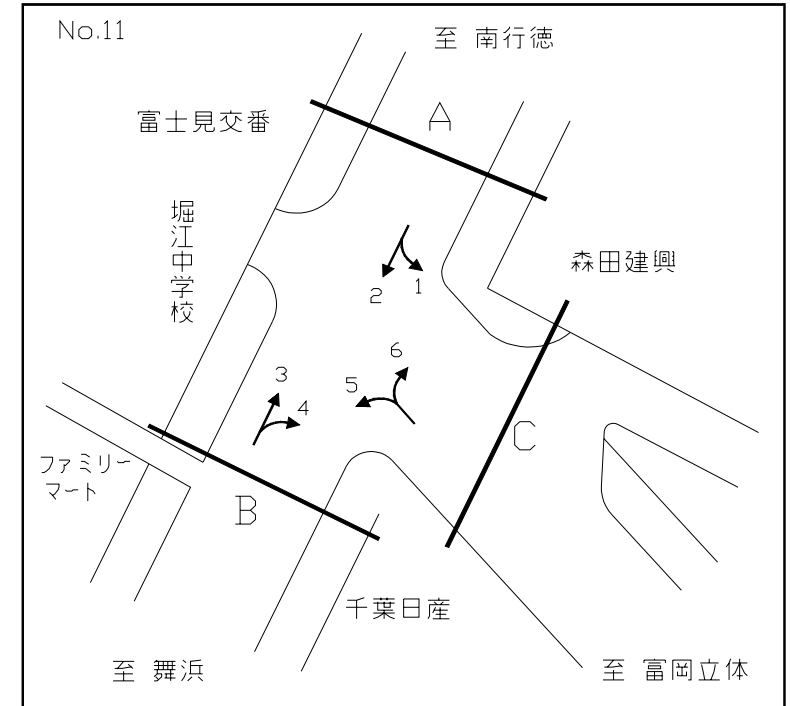 No.11
至 南行徳
A
富士見交番
堀江中学校
森田建興
1
2
6
3
5
4
C
ファミリー
マート
B
千葉日産
至 舞浜
至 富岡立体